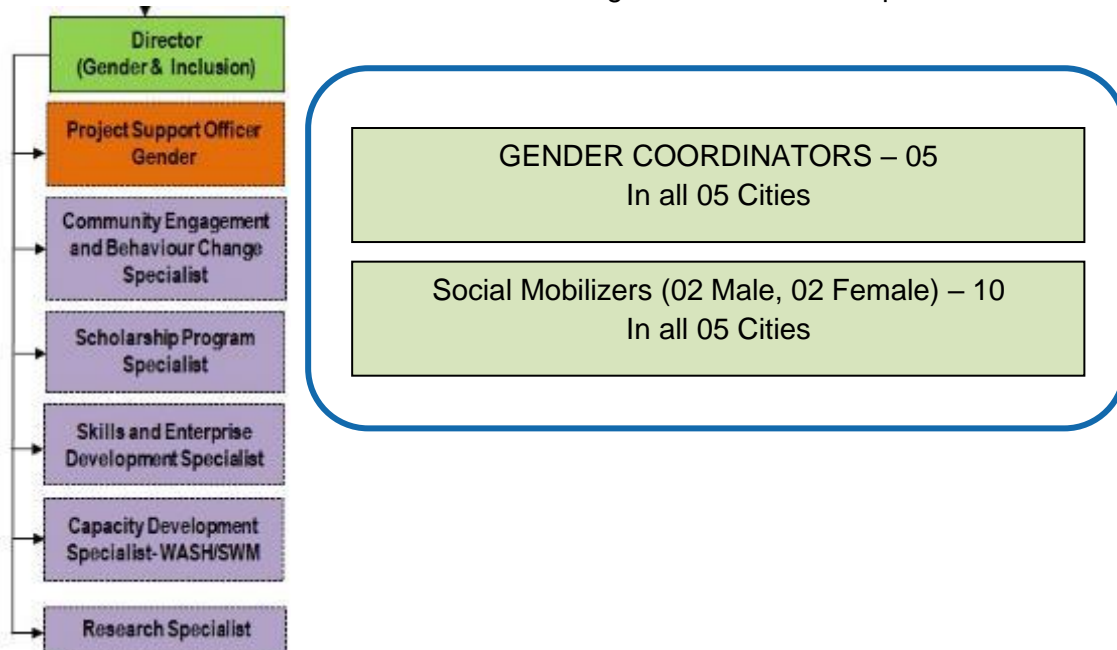 Director
(Gender & Inclusion)
Project Support Officer
Gender
Community Engagement
and Behaviour Change
Specialist
Scholarship Program
Specialist
Skills and Enterprise
Development Specialist
Capacity Development
Specialist- WASH/SWM
Research Specialist
GENDER COORDINATORS – 05
In all 05 Cities
Social Mobilizers (02 Male, 02 Female) – 10
In all 05 Cities